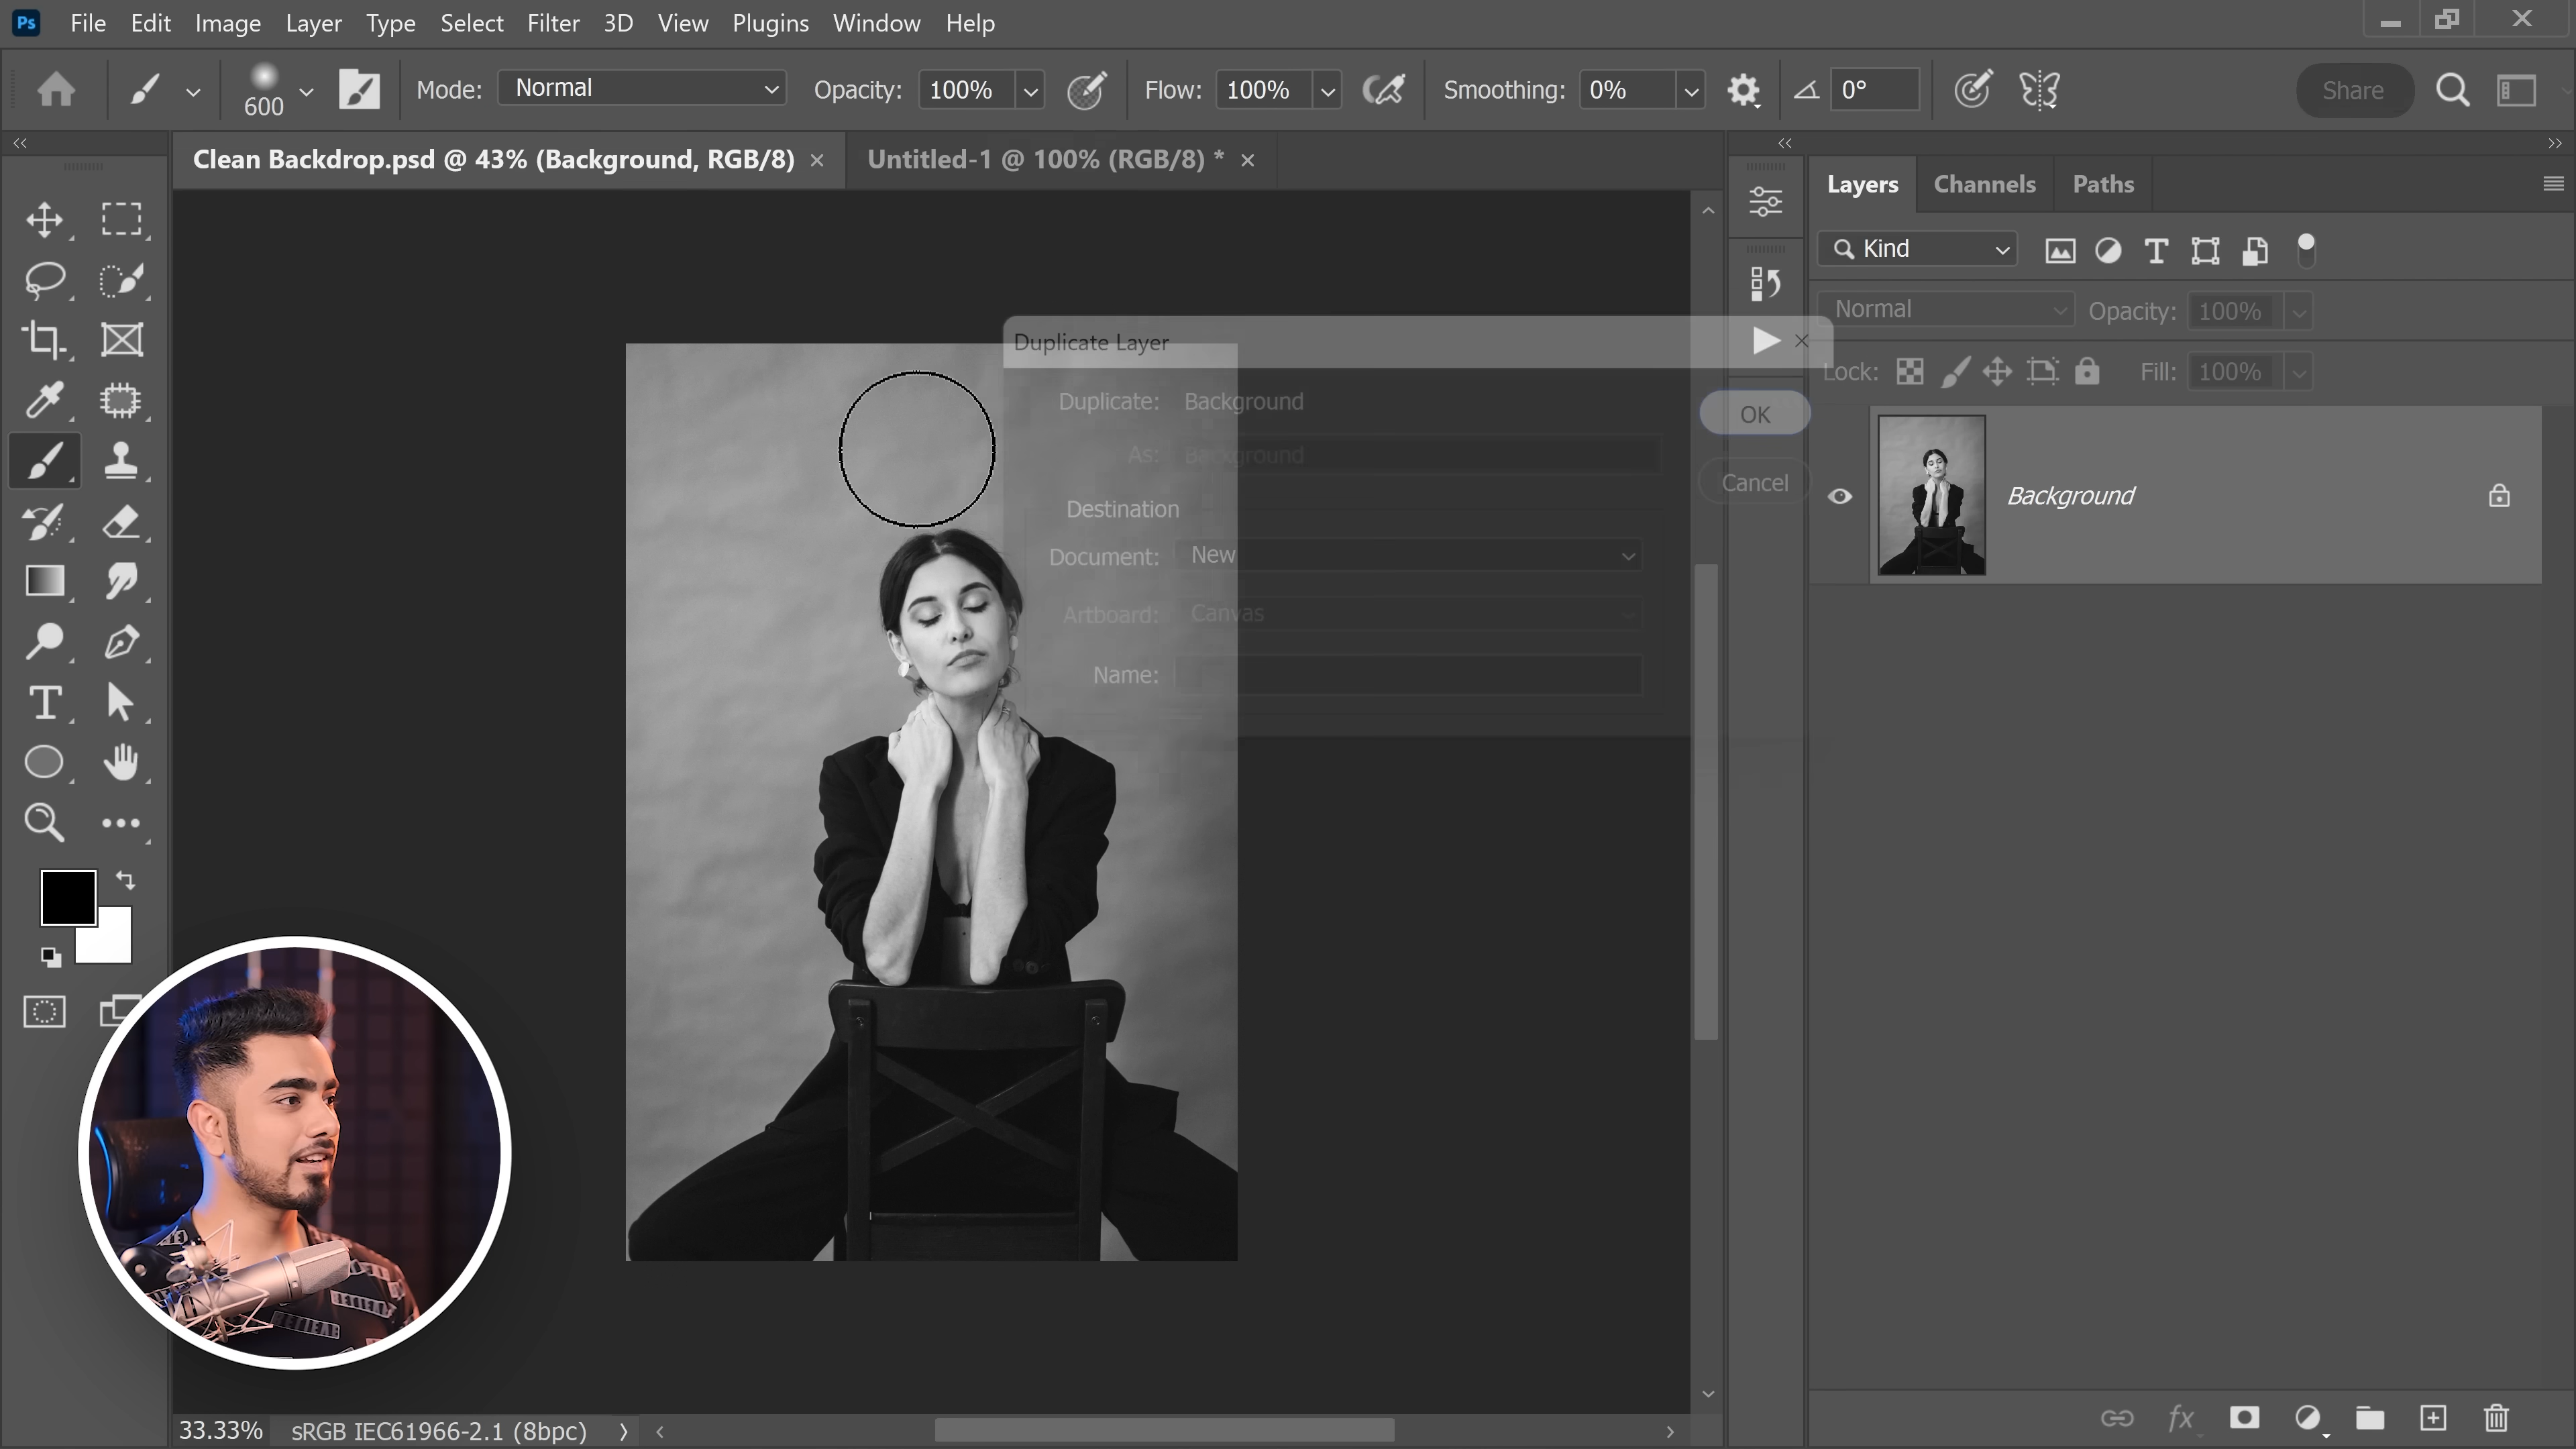 Ps File Edit Image Layer Type Select Filter 3D View Plugins Window Help
600 Mode: Normal Opacity: 100% Flow: 100% Smoothing: 0% 0° Share
Clean Backdrop.psd @ 43% (Background, RGB/8) × Untitled-1 @ 100% (RGB/8) * ×
Layers Channels Paths
Kind
Normal Opacity: 100%
Lock: Fill: 100%
Background
Duplicate Layer
Duplicate: Background
OK
As: Background
Cancel
Destination
Document: New
Artboard: Canvas
Name:
33.33% sRGB IEC61966-2.1 (8bpc)
fx